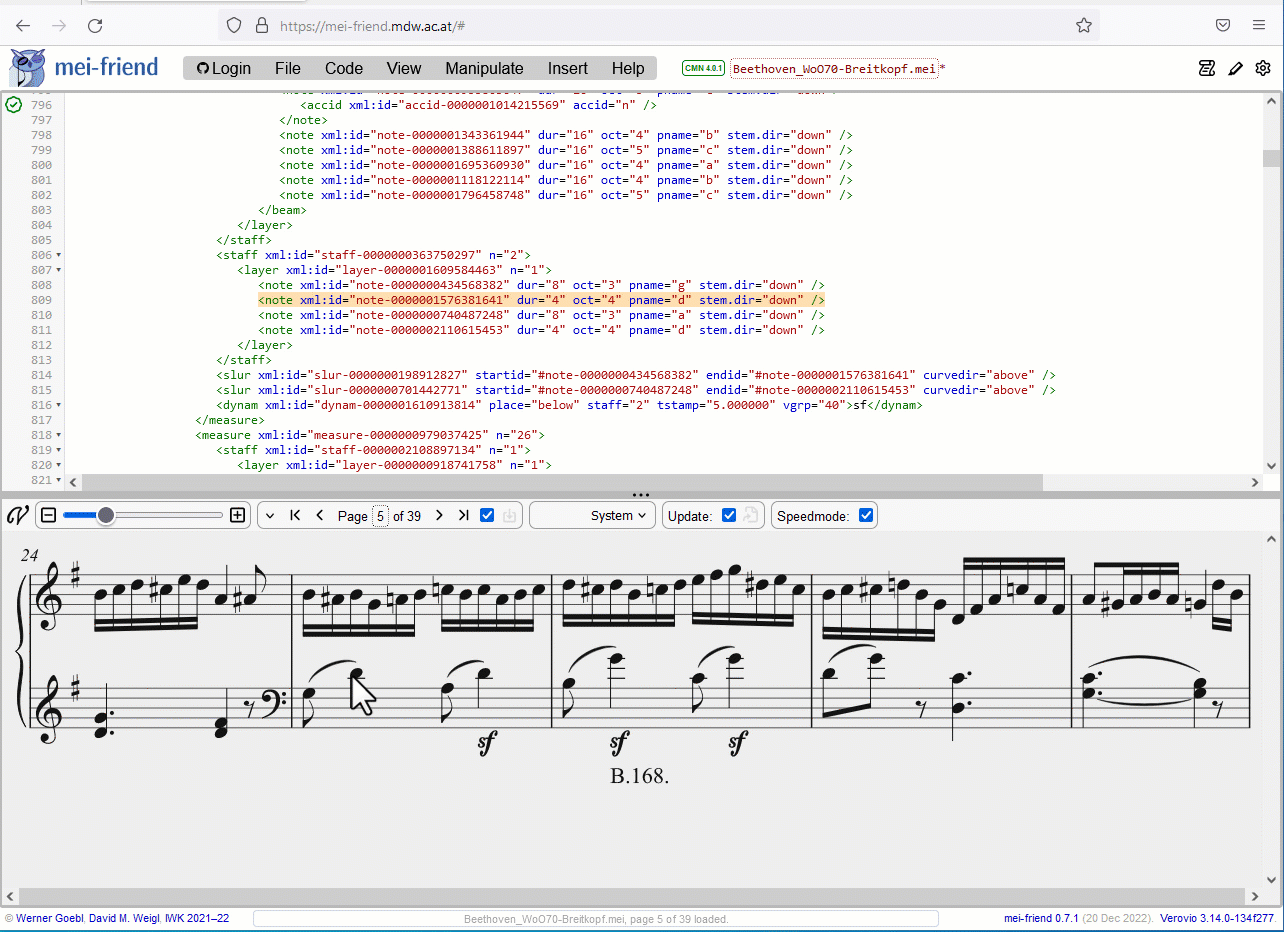 https://mei-friend.mdw.ac.at/#
mei-friend Login File Code View Manipulate Insert Help CMN 4.0.1 Beethoven_WoO70-Breitkopf.mei*
796 <accid xml:id="accid-0000001014215569" accid="n" />
797 </note>
798 <note xml:id="note-0000001343361944" dur="16" oct="4" pname="b" stem.dir="down" />
799 <note xml:id="note-0000001388611897" dur="16" oct="5" pname="c" stem.dir="down" />
800 <note xml:id="note-0000001695360930" dur="16" oct="4" pname="a" stem.dir="down" />
801 <note xml:id="note-0000001118122114" dur="16" oct="4" pname="b" stem.dir="down" />
802 <note xml:id="note-0000001796458748" dur="16" oct="5" pname="c" stem.dir="down" />
803 </beam>
804 </layer>
805 </staff>
806 <staff xml:id="staff-0000000363750297" n="2">
807 <layer xml:id="layer-0000001609584463" n="1">
808 <note xml:id="note-0000000434568382" dur="8" oct="3" pname="g" stem.dir="down" />
809 <note xml:id="note-0000001576381641" dur="4" oct="4" pname="d" stem.dir="down" />
810 <note xml:id="note-0000000740487248" dur="8" oct="3" pname="a" stem.dir="down" />
811 <note xml:id="note-0000002110615453" dur="4" oct="4" pname="d" stem.dir="down" />
812 </layer>
813 </staff>
814 <slur xml:id="slur-0000000198912827" startid="#note-0000000434568382" endid="#note-0000001576381641" curvedir="above" />
815 <slur xml:id="slur-0000000701442771" startid="#note-0000000740487248" endid="#note-0000002110615453" curvedir="above" />
816 <dynam xml:id="dynam-0000001610913814" place="below" staff="2" tstamp="5.000000" vgrp="40">sf</dynam>
817 </measure>
818 <measure xml:id="measure-0000000979037425" n="26">
819 <staff xml:id="staff-0000002108897134" n="1">
820 <layer xml:id="layer-0000000918741758" n="1">
821
Page 5 of 39 System Update: Speedmode:
24
sf sf sf
B.168.
© Werner Goebl, David M. Weigl, IWK 2021–22 Beethoven_WoO70-Breitkopf.mei, page 5 of 39 loaded. mei-friend 0.7.1 (20 Dec 2022). Verovio 3.14.0-134f277.